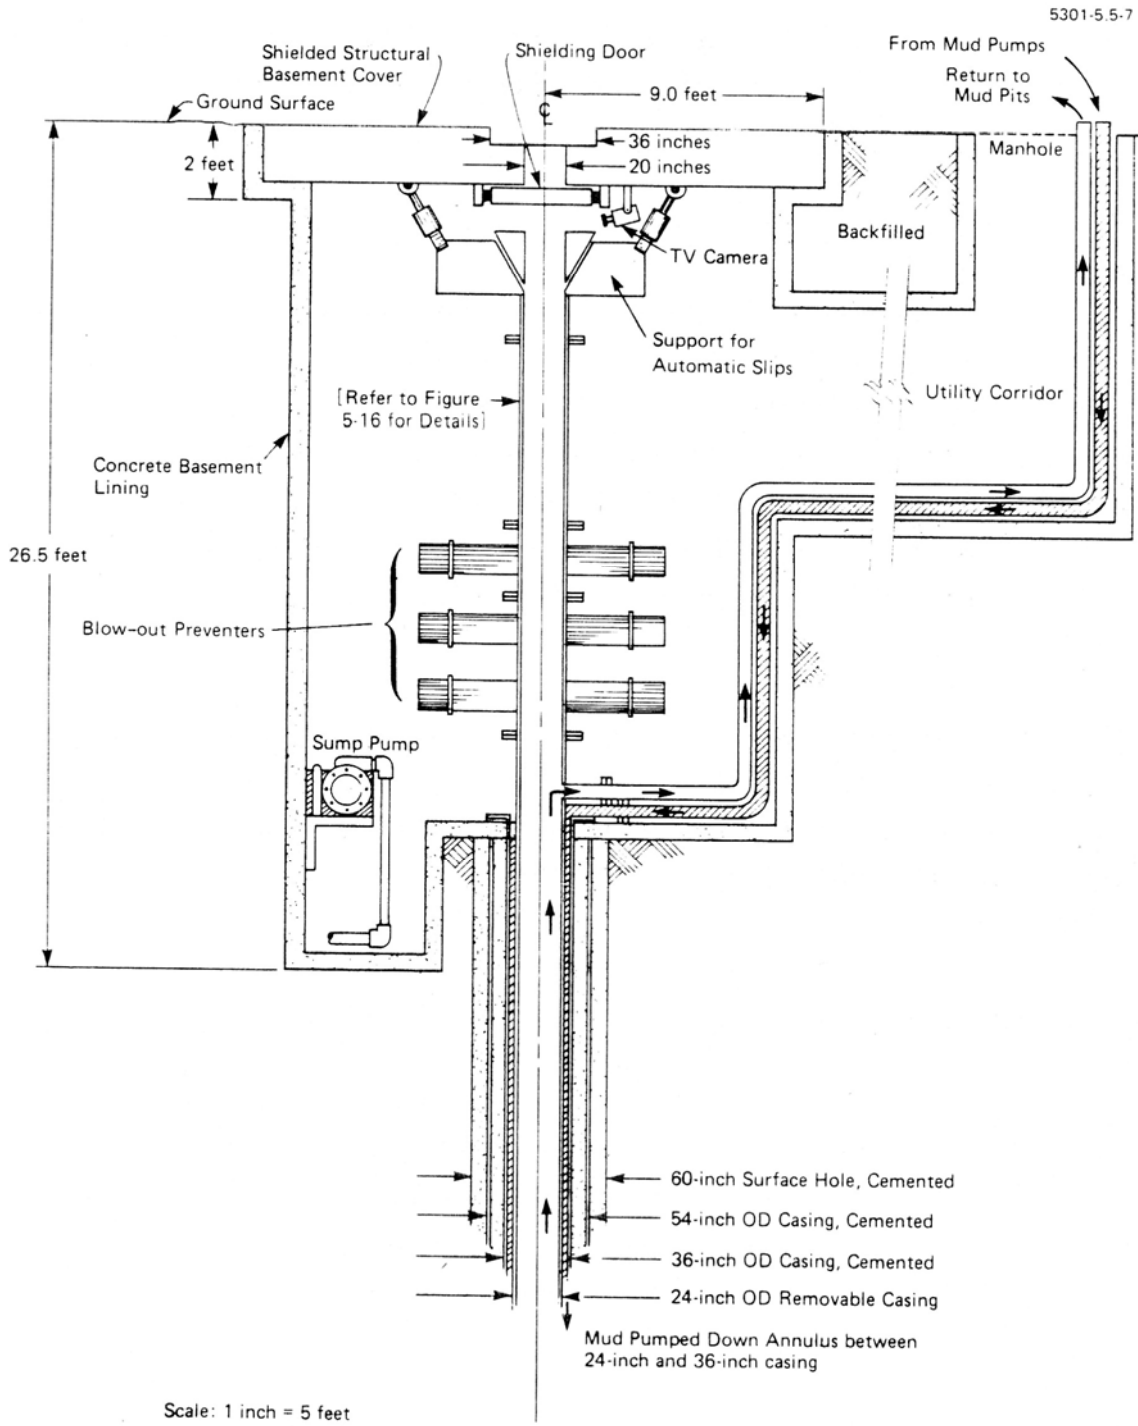 5301-5.5-7
From Mud Pumps
Return to
Mud Pits
Shielded Structural
Basement Cover
Shielding Door
Ground Surface
9.0 feet
℄
2 feet
36 inches
20 inches
Manhole
Backfilled
TV Camera
Support for
Automatic Slips
[Refer to Figure
5-16 for Details]
Utility Corridor
Concrete Basement
Lining
26.5 feet
Blow-out Preventers
Sump Pump
60-inch Surface Hole, Cemented
54-inch OD Casing, Cemented
36-inch OD Casing, Cemented
24-inch OD Removable Casing
Mud Pumped Down Annulus between
24-inch and 36-inch casing
Scale: 1 inch = 5 feet